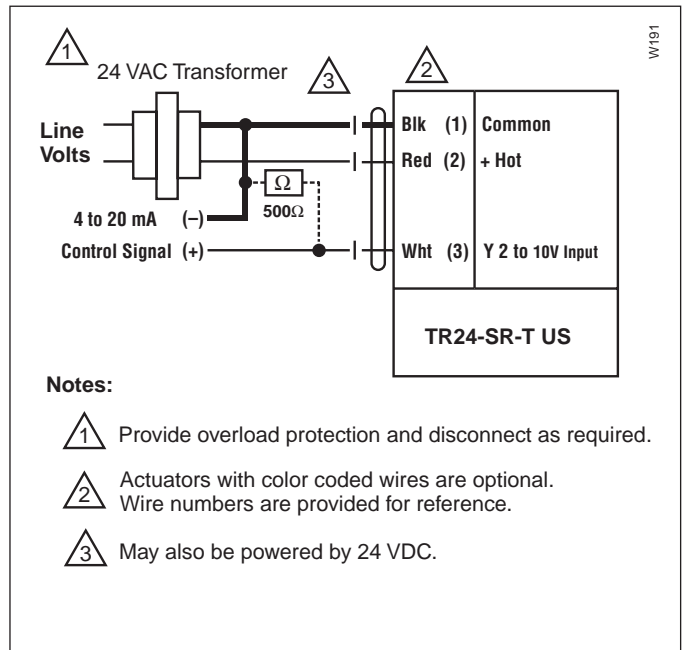 W191
1
24 VAC Transformer
3
2
Line
Volts
Blk (1) Common
Red (2) + Hot
Ω
500Ω
4 to 20 mA (–)
Control Signal (+)
Wht (3) Y 2 to 10V Input
TR24-SR-T US
Notes:
1 Provide overload protection and disconnect as required.
2 Actuators with color coded wires are optional.
Wire numbers are provided for reference.
3 May also be powered by 24 VDC.